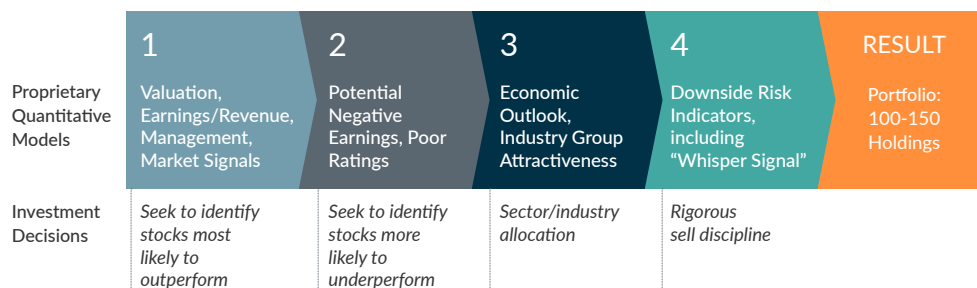 Proprietary
Quantitative
Models
1
Valuation,
Earnings/Revenue,
Management,
Market Signals
2
Potential
Negative
Earnings, Poor
Ratings
3
Economic
Outlook,
Industry Group
Attractiveness
4
Downside Risk
Indicators,
including
“Whisper Signal”
RESULT
Portfolio:
100-150
Holdings
Investment
Decisions
Seek to identify
stocks most
likely to
outperform
Seek to identify
stocks more
likely to
underperform
Sector/industry
allocation
Rigorous
sell discipline